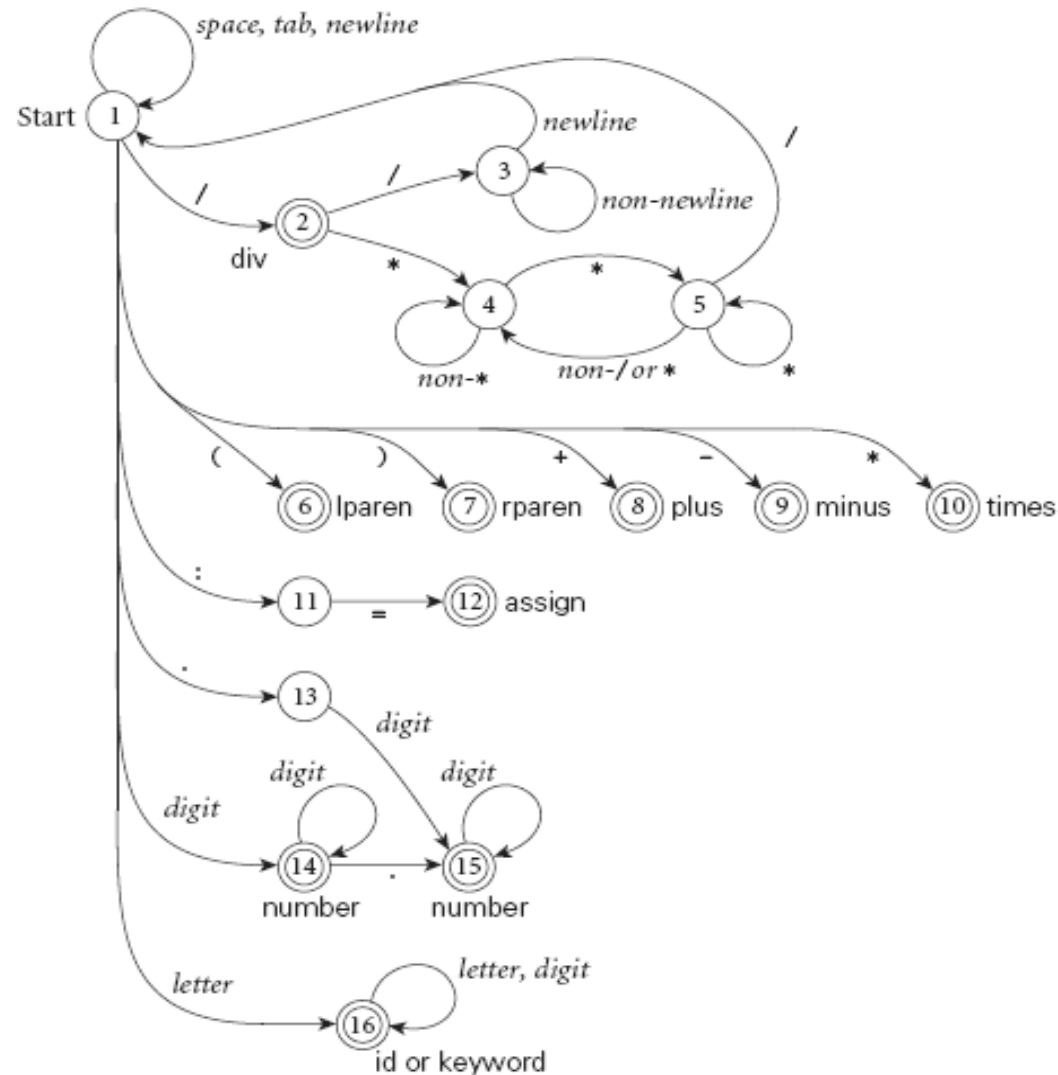 space, tab, newline
Start 1
newline
/
/ 3
/
non-newline
2
div
*
*
4 5
non-*
non-/ or *
*
( ) + - *
6 lparen 7 rparen 8 plus 9 minus 10 times
:
11 = 12 assign
.
13
digit
digit digit
digit
14 . 15
number number
letter
letter, digit
16
id or keyword